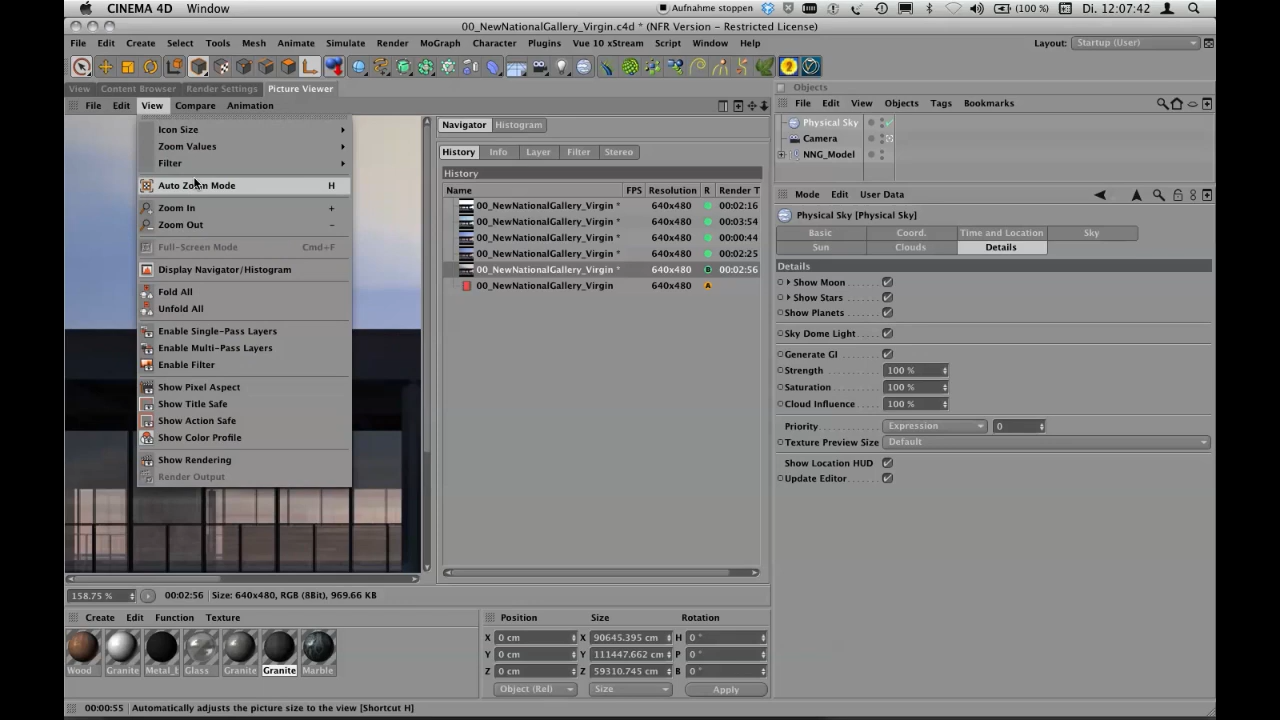 CINEMA 4D Window Aufnahme stoppen (100 %) Di. 12:07:42
00_NewNationalGallery_Virgin.c4d * (NFR Version - Restricted License)
File Edit Create Select Tools Mesh Animate Simulate Render MoGraph Character Plugins Vue 10 xStream Script Window Help Layout: Startup (User)
View Content Browser Render Settings Picture Viewer
File Edit View Compare Animation
Icon Size
Zoom Values
Filter
Auto Zoom Mode H
Zoom In +
Zoom Out -
Full-Screen Mode Cmd+F
Display Navigator/Histogram
Fold All
Unfold All
Enable Single-Pass Layers
Enable Multi-Pass Layers
Enable Filter
Show Pixel Aspect
Show Title Safe
Show Action Safe
Show Color Profile
Show Rendering
Render Output
158.75 % 00:02:56 Size: 640x480, RGB (8Bit), 969.66 KB
Navigator Histogram
History Info Layer Filter Stereo
History
Name FPS Resolution R Render T
00_NewNationalGallery_Virgin * 640x480 00:02:16
00_NewNationalGallery_Virgin * 640x480 00:03:54
00_NewNationalGallery_Virgin * 640x480 00:00:44
00_NewNationalGallery_Virgin * 640x480 00:02:25
00_NewNationalGallery_Virgin * 640x480 B 00:02:56
00_NewNationalGallery_Virgin 640x480 A
Objects
File Edit View Objects Tags Bookmarks
Physical Sky
Camera
NNG_Model
Mode Edit User Data
Physical Sky [Physical Sky]
Basic Coord. Time and Location Sky
Sun Clouds Details
Details
Show Moon
Show Stars
Show Planets
Sky Dome Light
Generate GI
Strength 100 %
Saturation 100 %
Cloud Influence 100 %
Priority Expression 0
Texture Preview Size Default
Show Location HUD
Update Editor
Create Edit Function Texture
Wood Granite Metal_ Glass Granite Granite Marble
Position Size Rotation
X 0 cm X 90645.395 cm H 0 °
Y 0 cm Y 111447.662 cm P 0 °
Z 0 cm Z 59310.745 cm B 0 °
Object (Rel) Size Apply
00:00:55 Automatically adjusts the picture size to the view [Shortcut H]